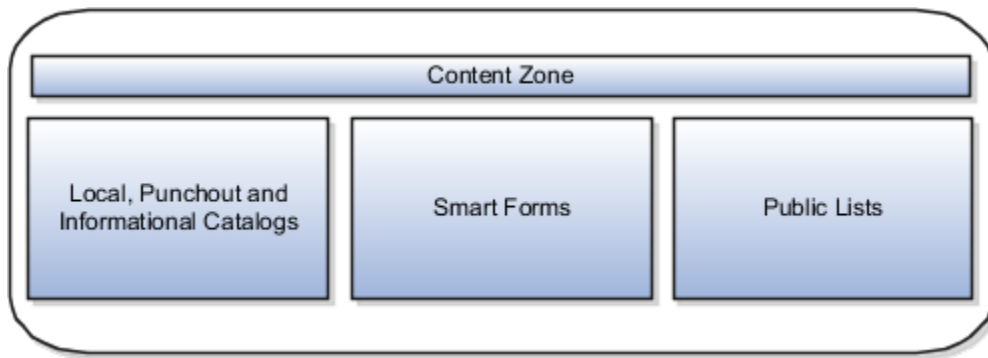 Content Zone
Local, Punchout and
Informational Catalogs
Smart Forms
Public Lists